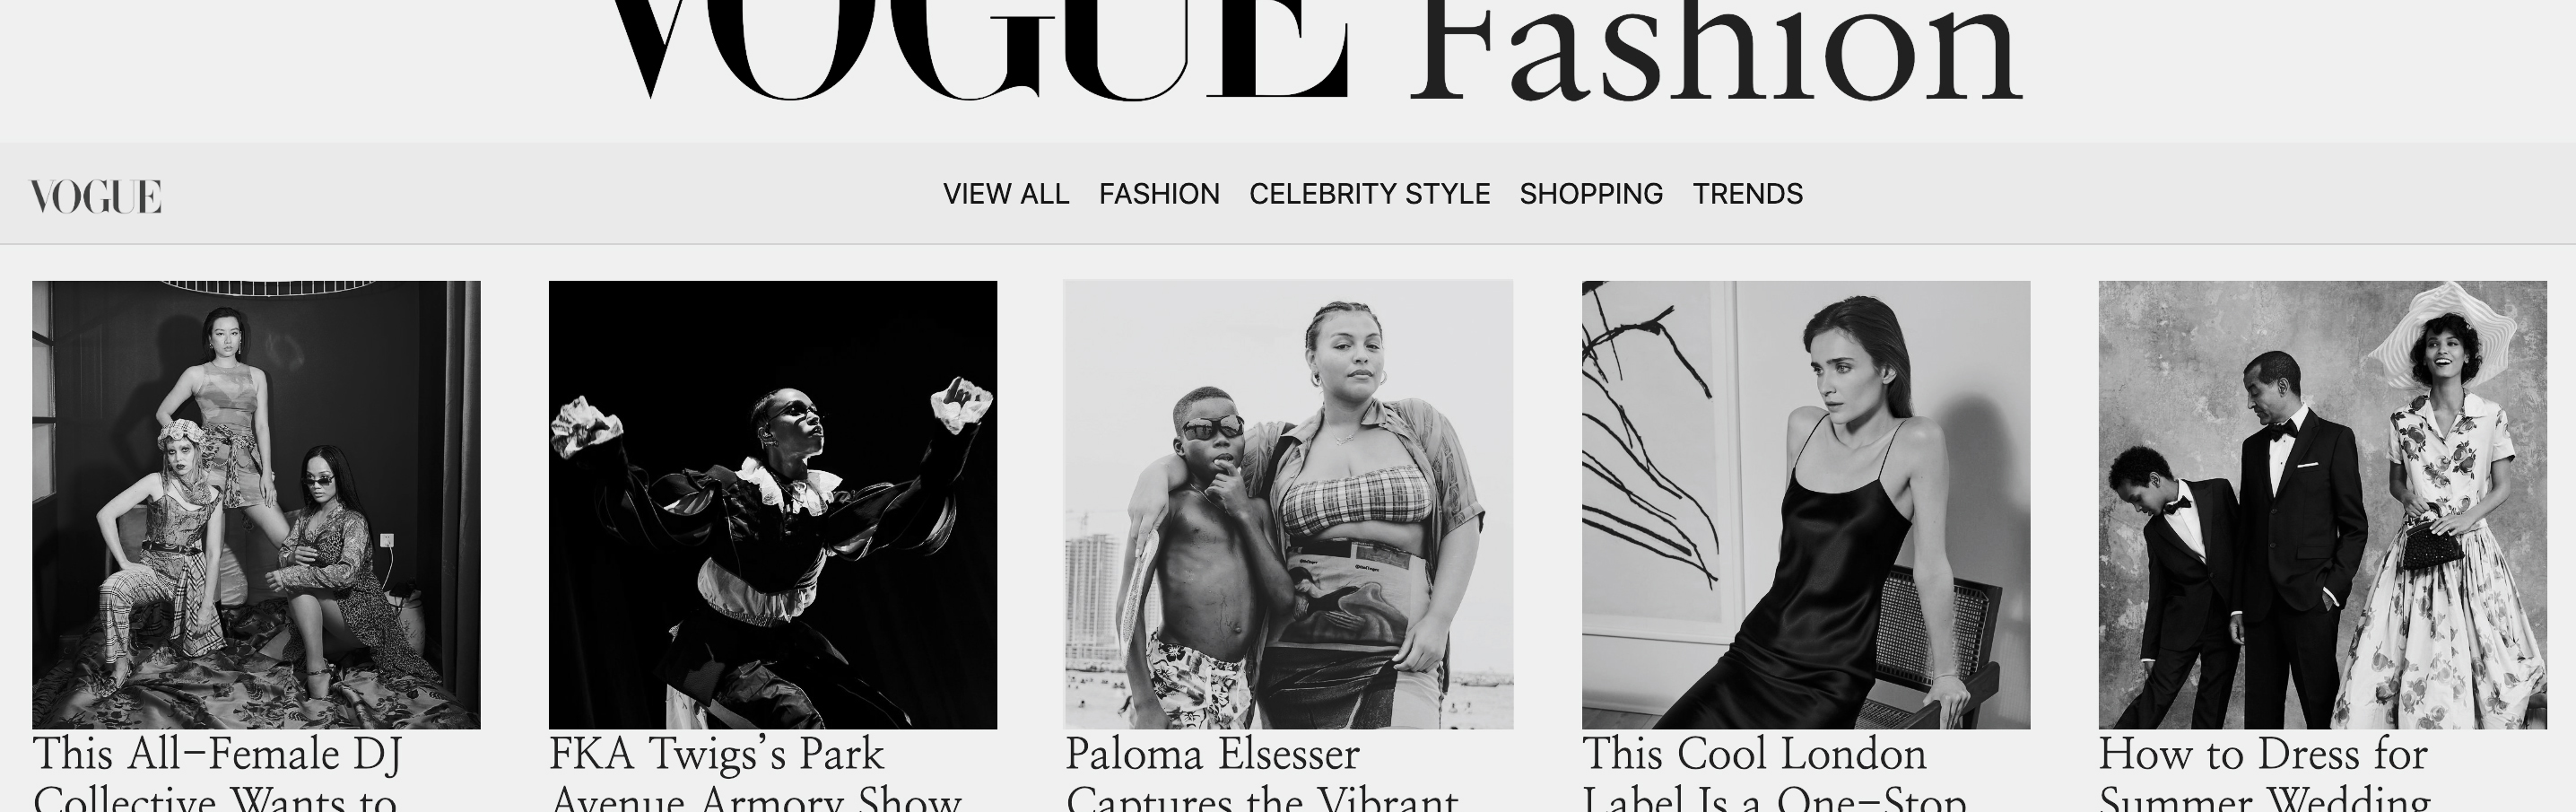 VOGUE Fashion
VOGUE
VIEW ALL FASHION CELEBRITY STYLE SHOPPING TRENDS
This All-Female DJ
Collective Wants to
FKA Twigs’s Park
Avenue Armory Show
Paloma Elsesser
Captures the Vibrant
This Cool London
Label Is a One-Stop
How to Dress for
Summer Wedding